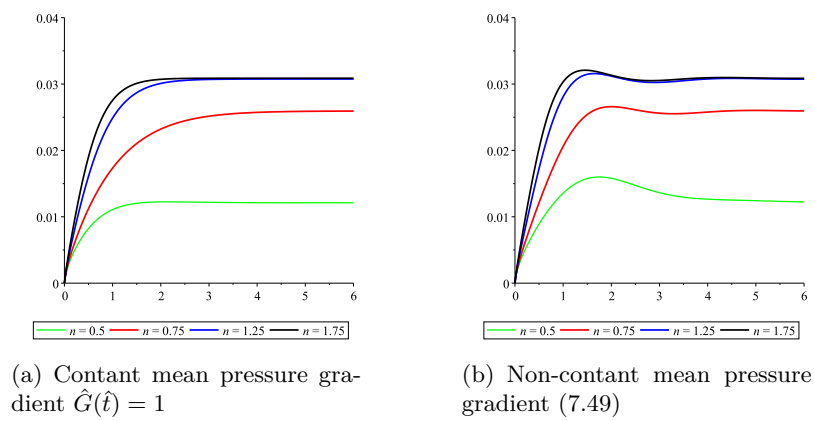 0.04
0.03
0.02
0.01
0
0 1 2 3 4 5 6
n = 0.5 n = 0.75 n = 1.25 n = 1.75
(a) Contant mean pressure gra-
dient Ĝ(t̂) = 1
0.04
0.03
0.02
0.01
0
0 1 2 3 4 5 6
n = 0.5 n = 0.75 n = 1.25 n = 1.75
(b) Non-contant mean pressure
gradient (7.49)